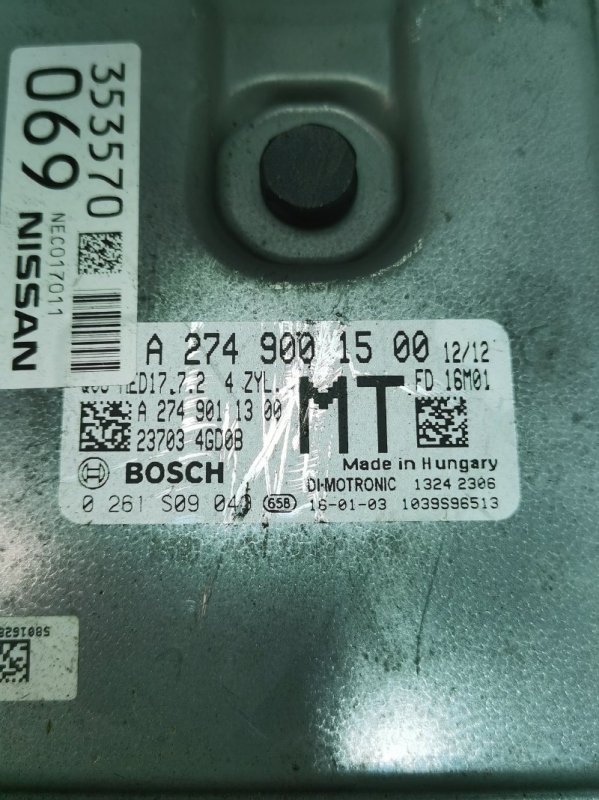 353570
069
NEC017011
NISSAN
A 274 900 15 00 12/12
MED17.7.2 4 ZYL. FD 16M01
A 274 901 13 00 MT
23703 4GD0B
BOSCH Made in Hungary
DI-MOTRONIC 1324 2306
0 261 S09 04 658 16-01-03 1039S96513